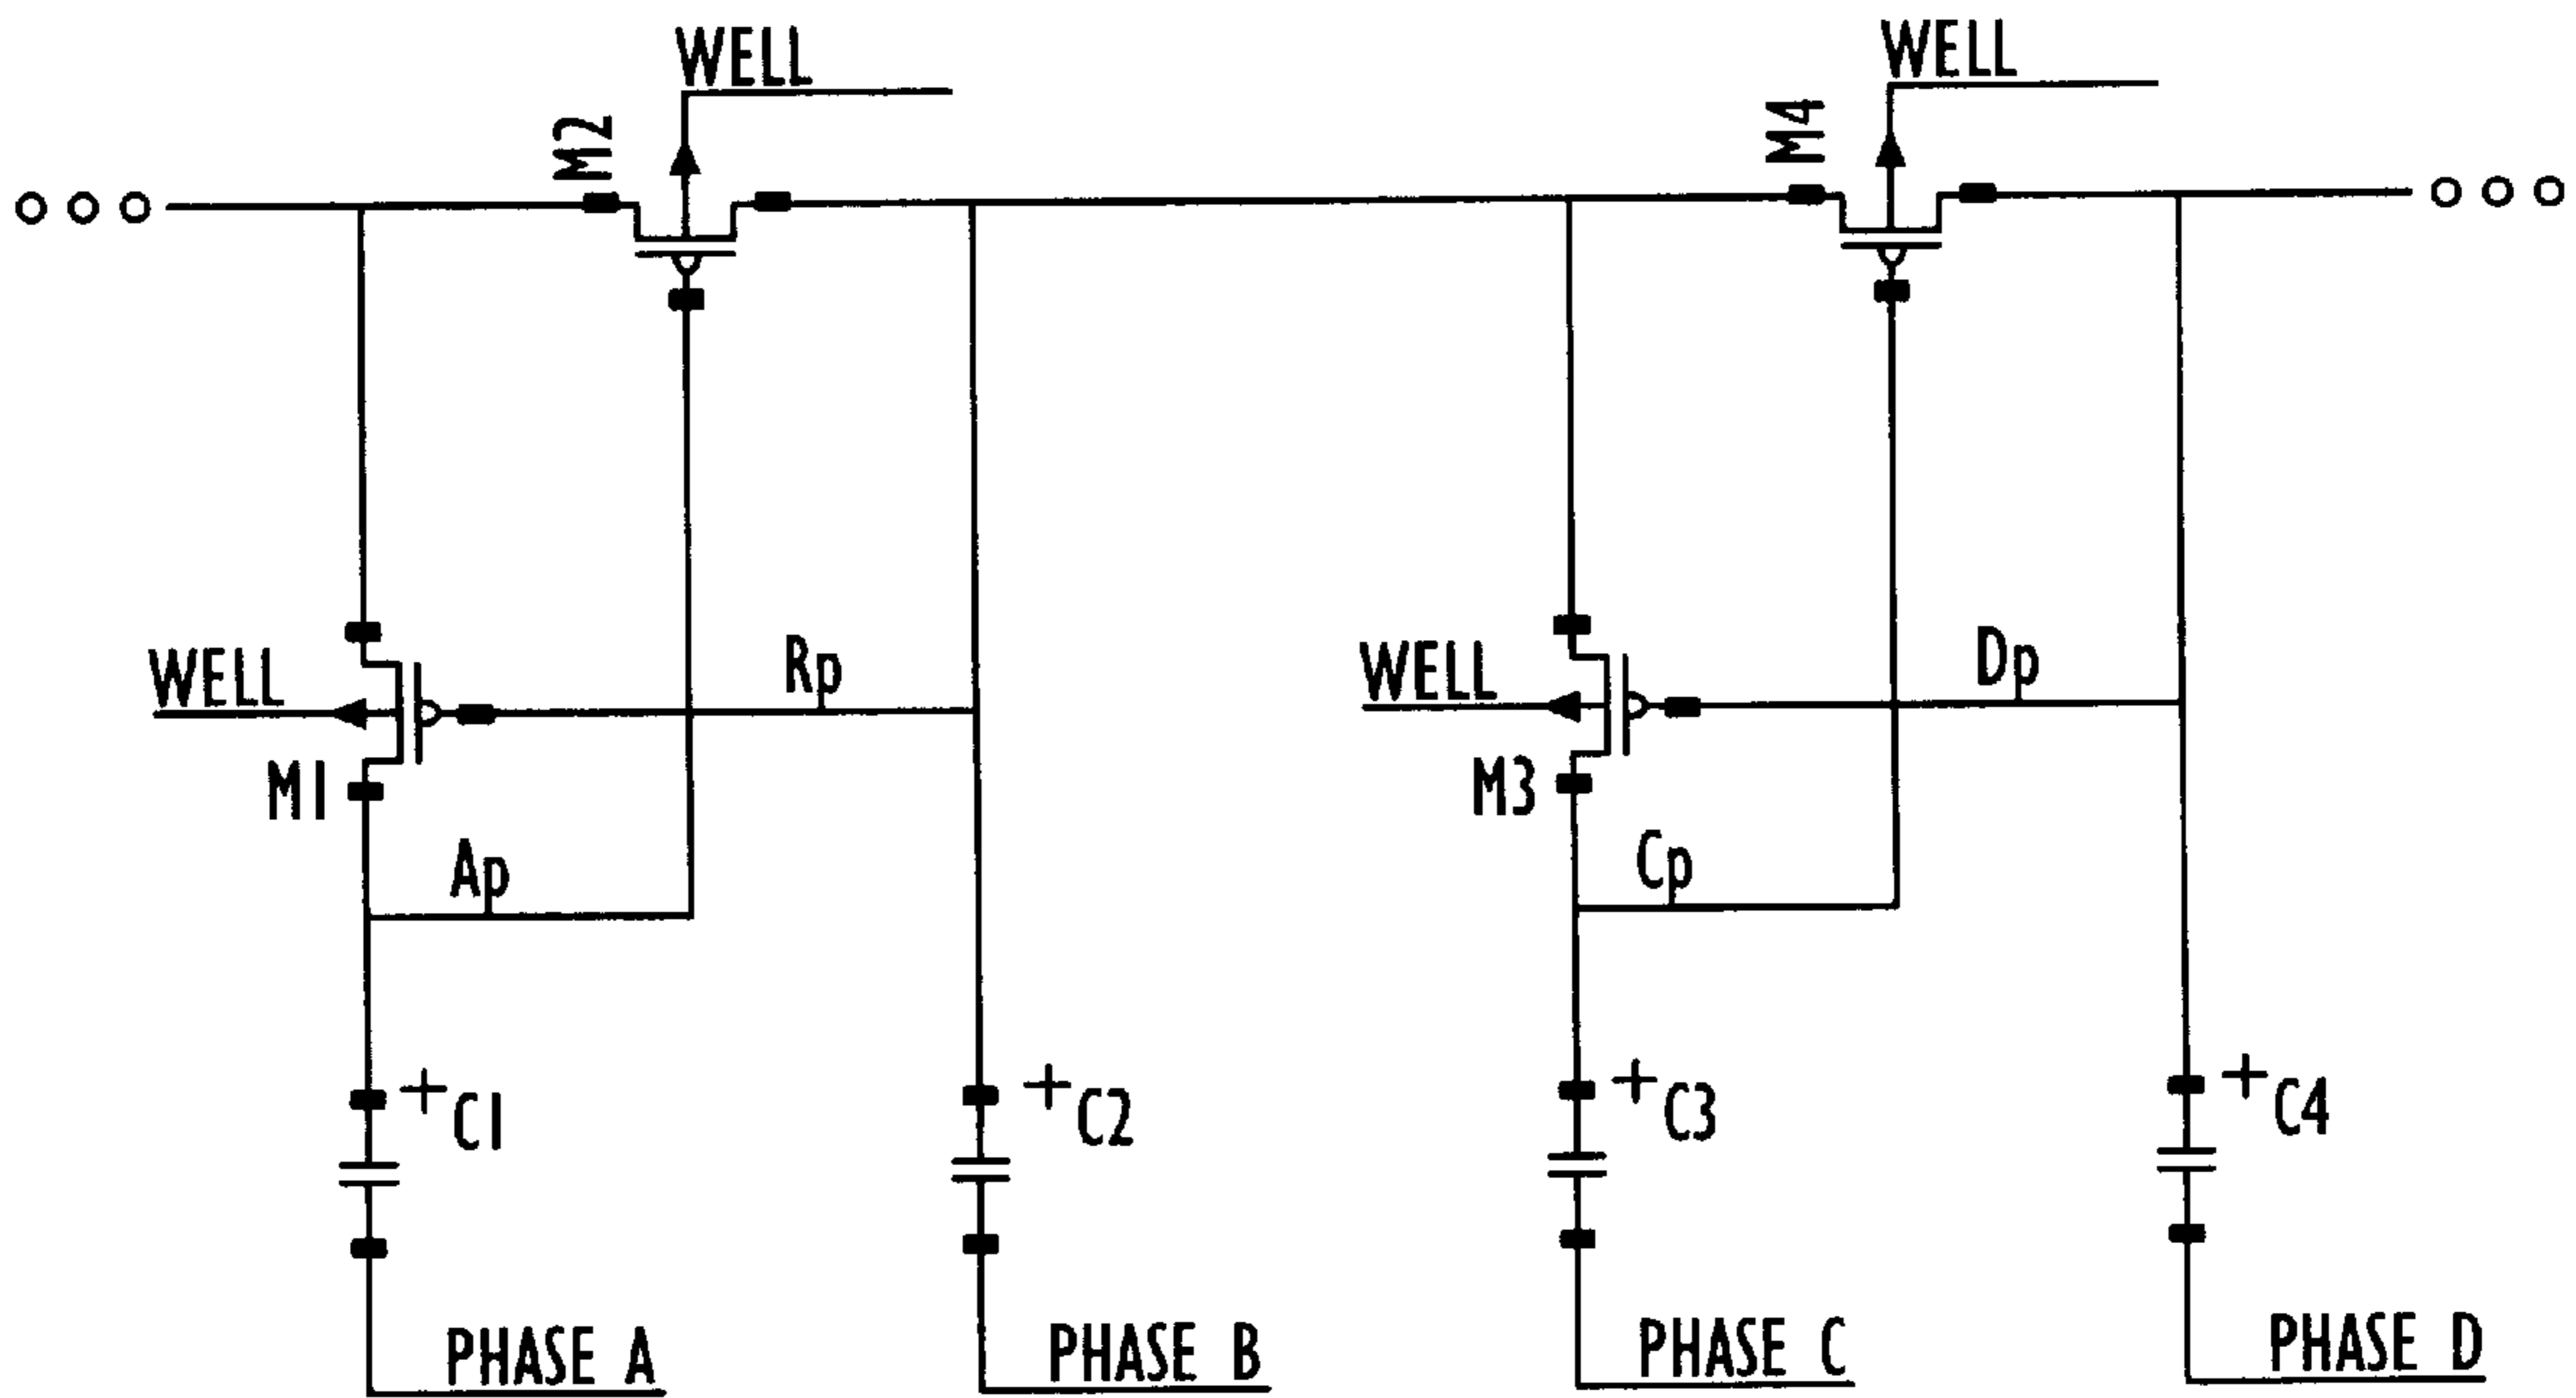 WELL
WELL
M2
M4
WELL
Rp
WELL
Dp
M1
M3
Ap
Cp
+
C1
+
C2
+
C3
+
C4
PHASE A
PHASE B
PHASE C
PHASE D